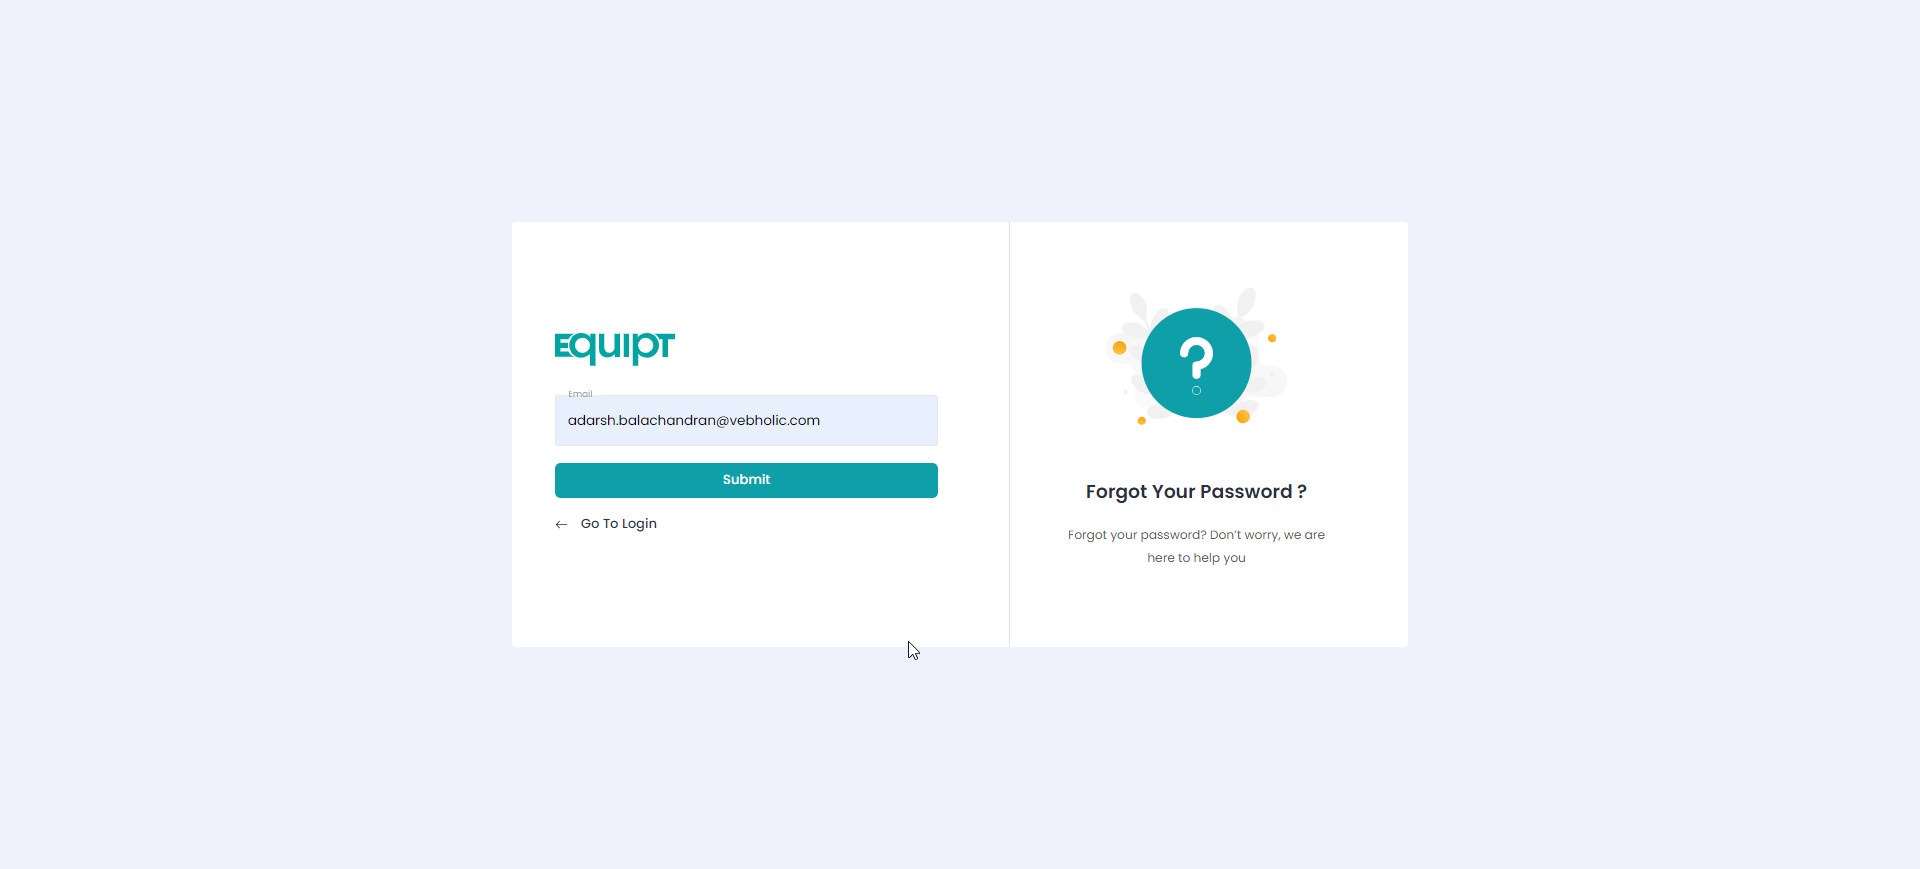 EquipT
Email
adarsh.balachandran@vebholic.com
Submit
Go To Login
Forgot Your Password ?
Forgot your password? Don't worry, we are
here to help you